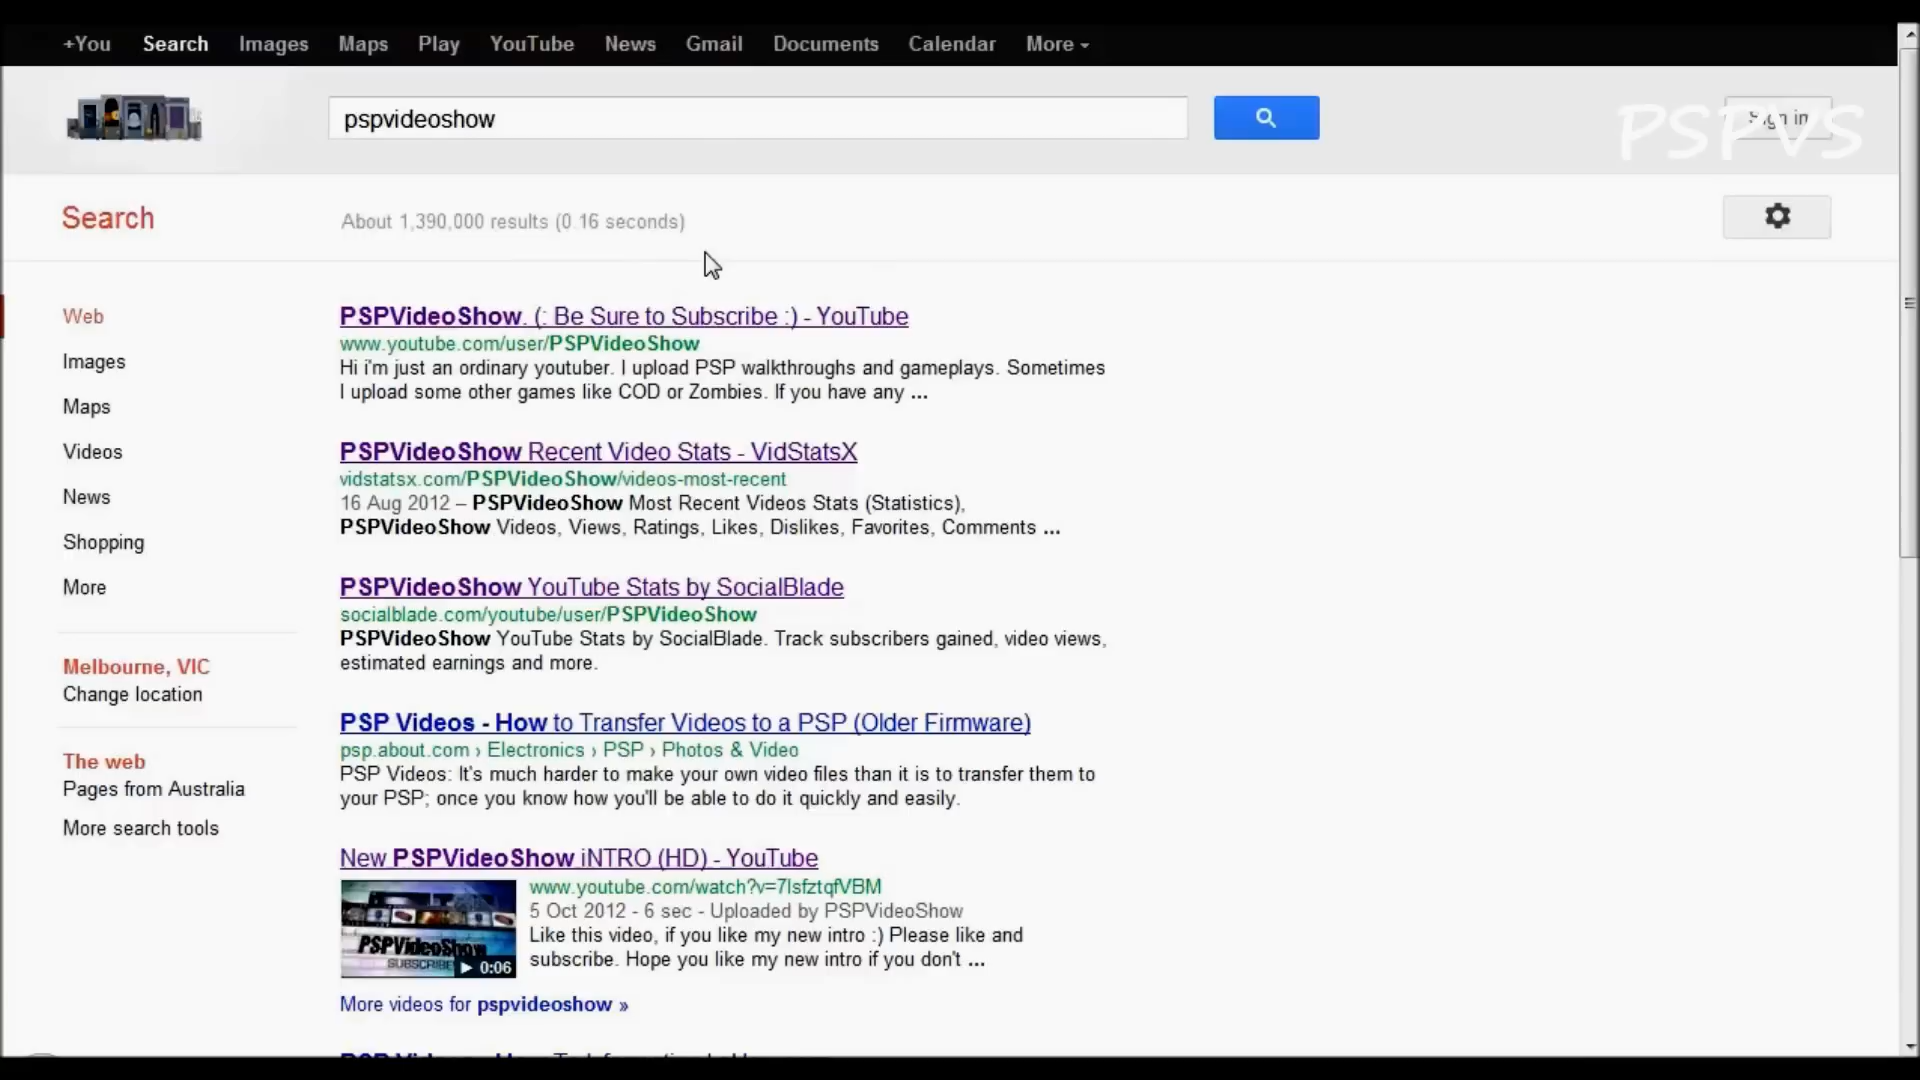 +You Search Images Maps Play YouTube News Gmail Documents Calendar More
pspvideoshow
Sign in
PSPVS
Search
About 1,390,000 results (0.16 seconds)
Web
Images
Maps
Videos
News
Shopping
More
Melbourne, VIC
Change location
The web
Pages from Australia
More search tools
PSPVideoShow. (: Be Sure to Subscribe :) - YouTube
www.youtube.com/user/PSPVideoShow
Hi i'm just an ordinary youtuber. I upload PSP walkthroughs and gameplays. Sometimes
I upload some other games like COD or Zombies. If you have any ...
PSPVideoShow Recent Video Stats - VidStatsX
vidstatsx.com/PSPVideoShow/videos-most-recent
16 Aug 2012 – PSPVideoShow Most Recent Videos Stats (Statistics),
PSPVideoShow Videos, Views, Ratings, Likes, Dislikes, Favorites, Comments ...
PSPVideoShow YouTube Stats by SocialBlade
socialblade.com/youtube/user/PSPVideoShow
PSPVideoShow YouTube Stats by SocialBlade. Track subscribers gained, video views,
estimated earnings and more.
PSP Videos - How to Transfer Videos to a PSP (Older Firmware)
psp.about.com › Electronics › PSP › Photos & Video
PSP Videos: It's much harder to make your own video files than it is to transfer them to
your PSP; once you know how you'll be able to do it quickly and easily.
New PSPVideoShow iNTRO (HD) - YouTube
PSPVideoShow
SUBSCRIBE
0:06
www.youtube.com/watch?v=7IsfztqfVBM
5 Oct 2012 - 6 sec - Uploaded by PSPVideoShow
Like this video, if you like my new intro :) Please like and
subscribe. Hope you like my new intro if you don't ...
More videos for pspvideoshow »